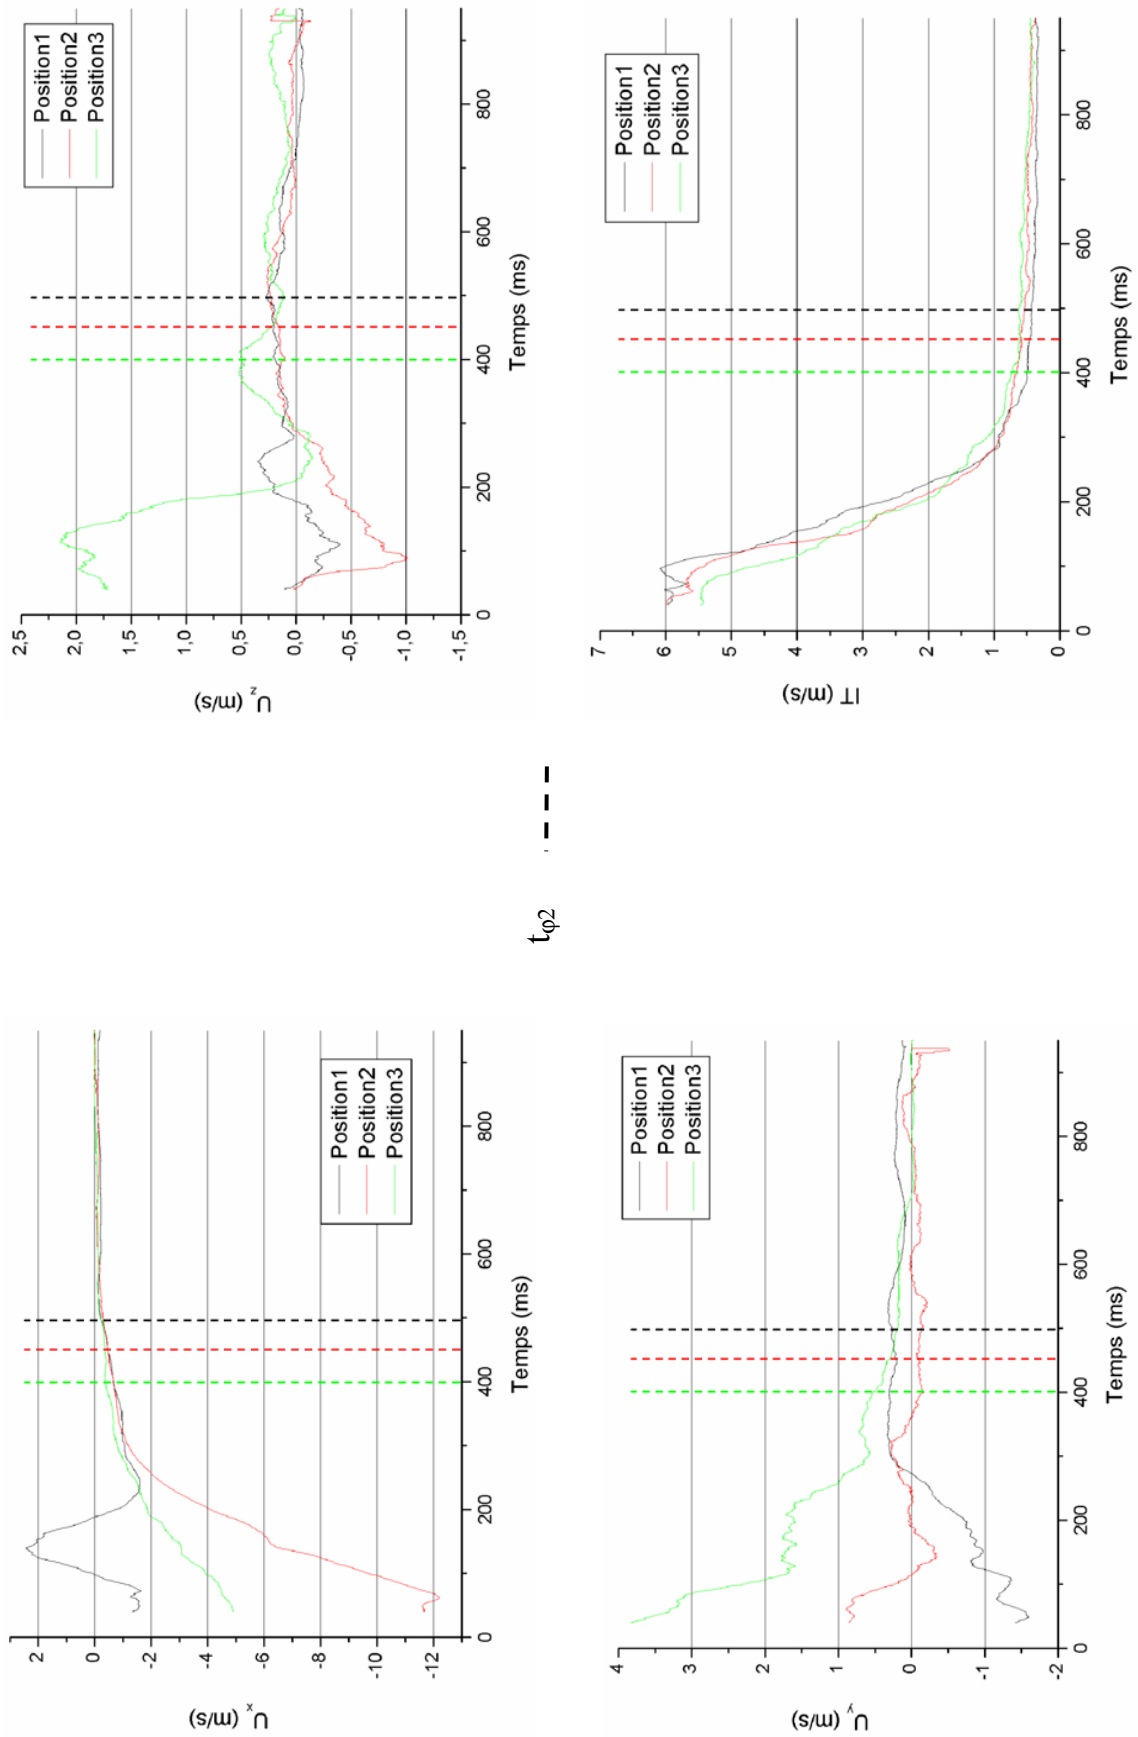 2
0
-2
-4
-6
-8
-10
-12
U x (m/s)
Position1
Position2
Position3
0 200 400 600 800
Temps (ms)
2,5
2,0
1,5
1,0
0,5
0,0
-0,5
-1,0
-1,5
U z (m/s)
Position1
Position2
Position3
0 200 400 600 800
Temps (ms)
tφ2
4
3
2
1
0
-1
-2
U y (m/s)
Position1
Position2
Position3
0 200 400 600 800
Temps (ms)
7
6
5
4
3
2
1
0
IT (m/s)
Position1
Position2
Position3
0 200 400 600 800
Temps (ms)